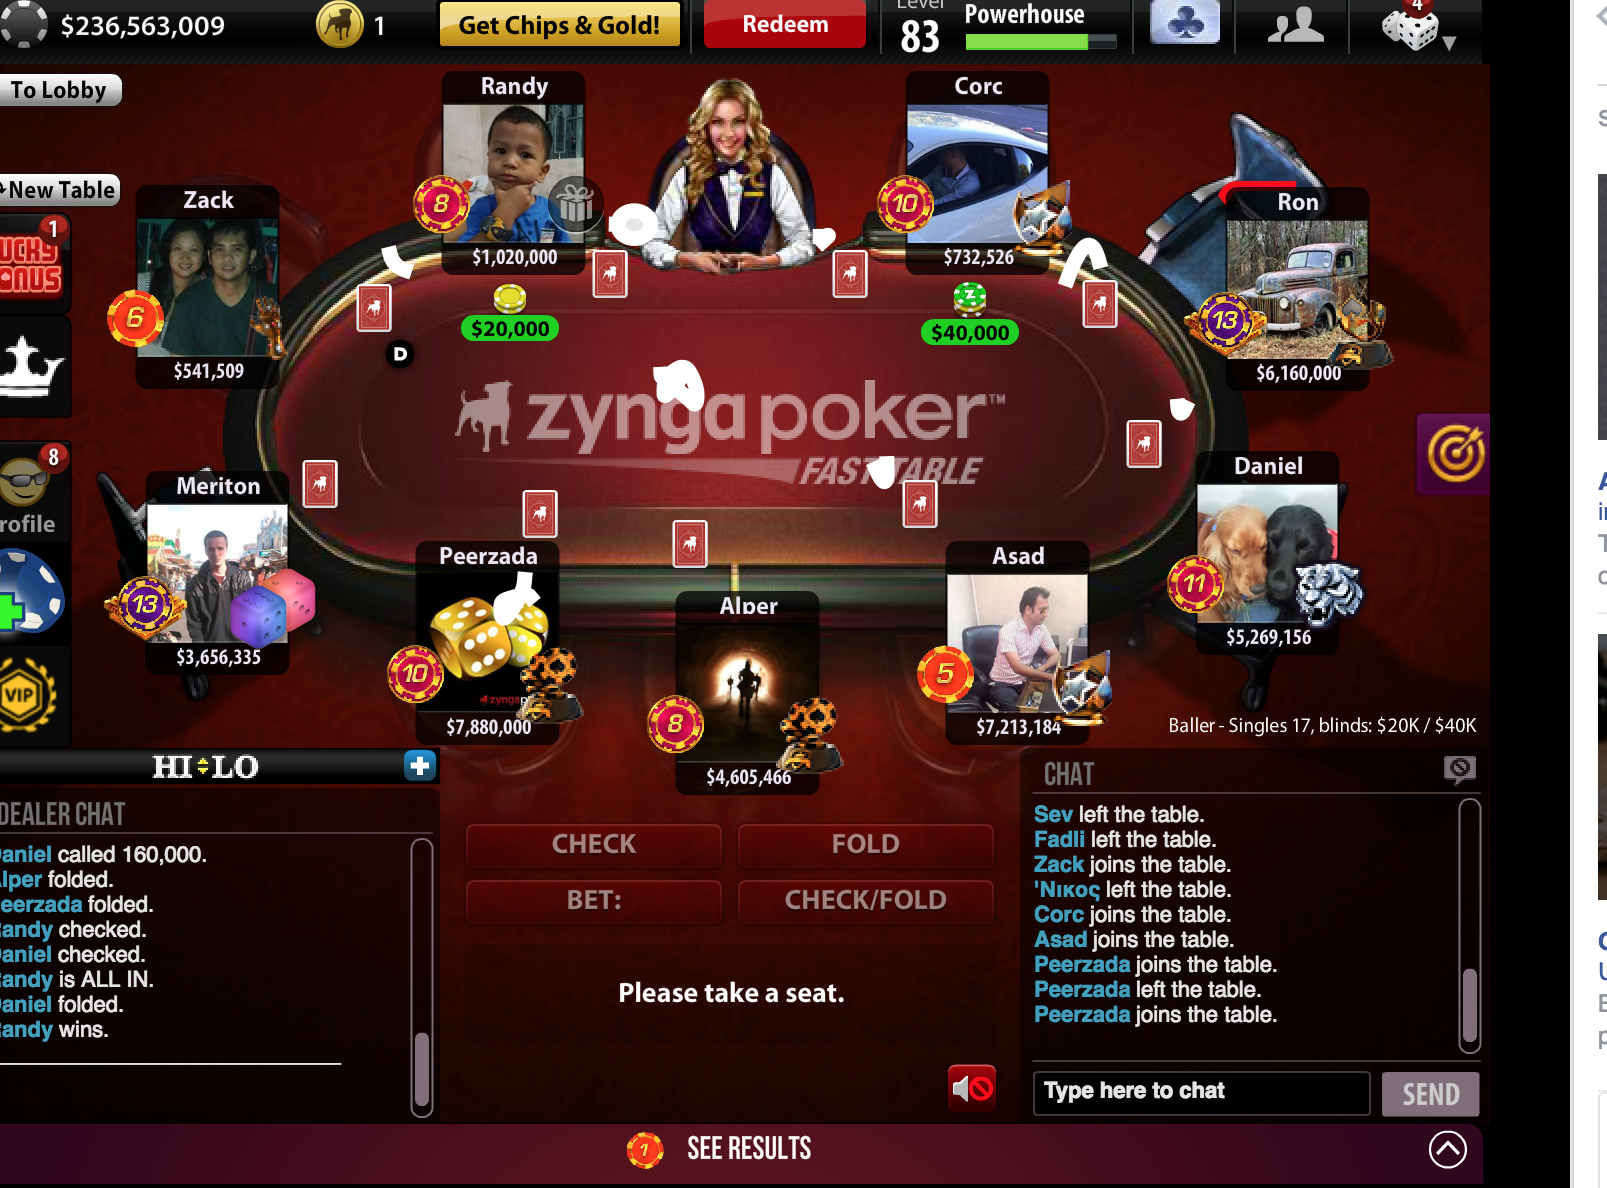 $236,563,009
1
Get Chips & Gold!
Redeem
Level
83
Powerhouse
4
To Lobby
New Table
1
8
VIP
Randy
8
$1,020,000
Corc
10
$732,526
Zack
6
$541,509
Ron
13
$6,160,000
$20,000
$40,000
D
zynga poker™
FAST TABLE
Meriton
13
$3,656,335
Peerzada
10
zynga
$7,880,000
Alper
8
$4,605,466
Asad
5
$7,213,184
Daniel
11
$5,269,156
Baller - Singles 17, blinds: $20K / $40K
HI LO
DEALER CHAT
aniel called 160,000.
lper folded.
eerzada folded.
andy checked.
aniel checked.
andy is ALL IN.
aniel folded.
andy wins.
CHECK
FOLD
BET:
CHECK/FOLD
Please take a seat.
CHAT
Sev left the table.
Fadli left the table.
Zack joins the table.
'Νικος left the table.
Corc joins the table.
Asad joins the table.
Peerzada joins the table.
Peerzada left the table.
Peerzada joins the table.
Type here to chat
SEND
SEE RESULTS